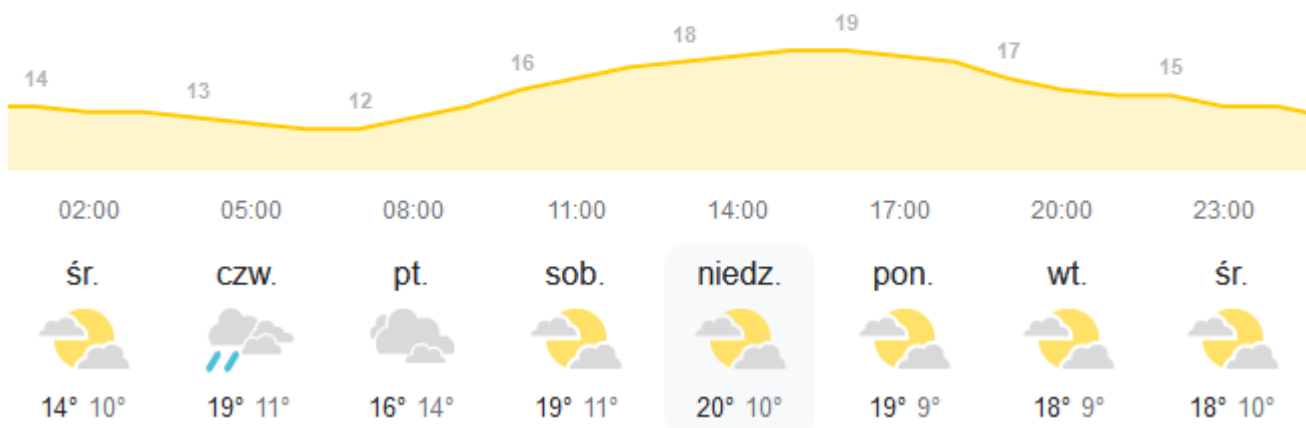 14 13 12 16 18 19 17 15
02:00 05:00 08:00 11:00 14:00 17:00 20:00 23:00
śr. czw. pt. sob. niedz. pon. wt. śr.
14° 10° 19° 11° 16° 14° 19° 11° 20° 10° 19° 9° 18° 9° 18° 10°